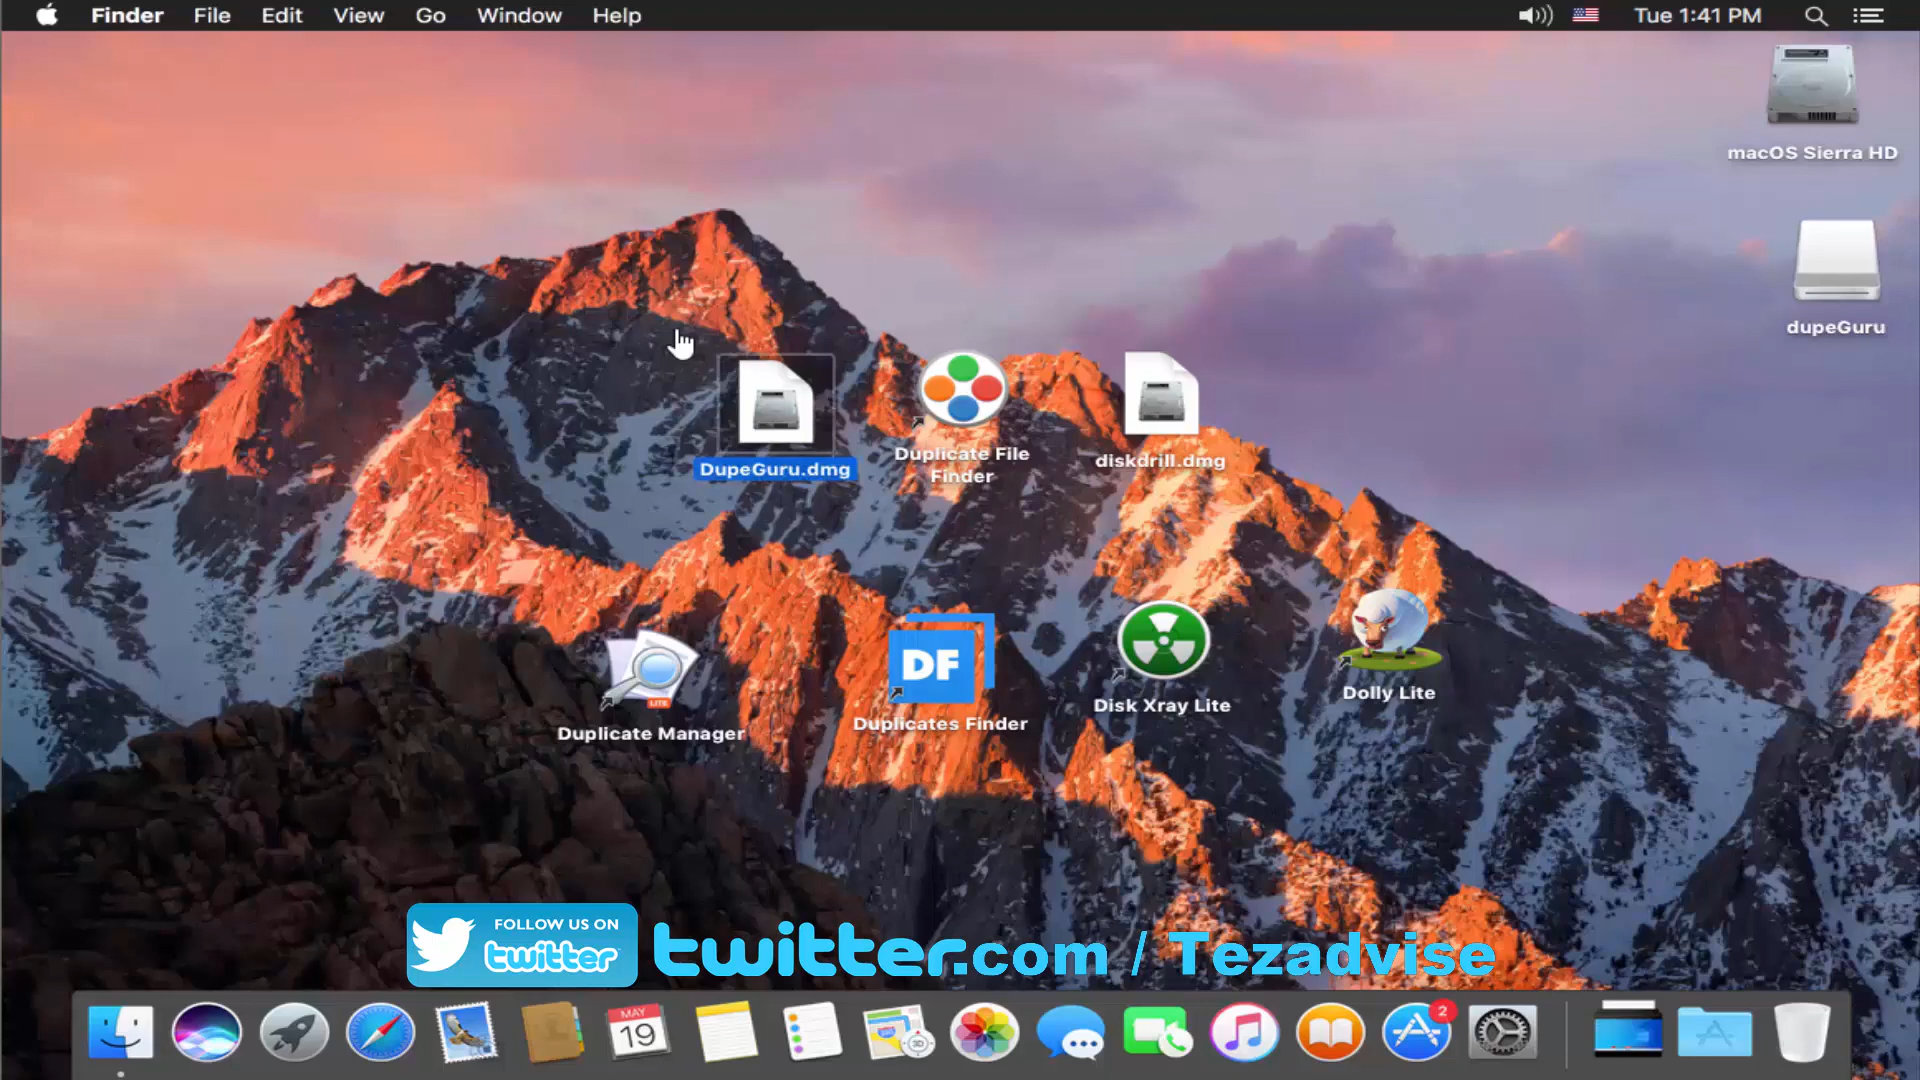 Finder File Edit View Go Window Help Tue 1:41 PM
macOS Sierra HD
dupeGuru
DupeGuru.dmg
Duplicate File
Finder
diskdrill.dmg
LITE
Duplicate Manager
DF
Duplicates Finder
Disk Xray Lite
Dolly Lite
FOLLOW US ON
twitter
twitter.com / Tezadvise
MAY
19
3D
2